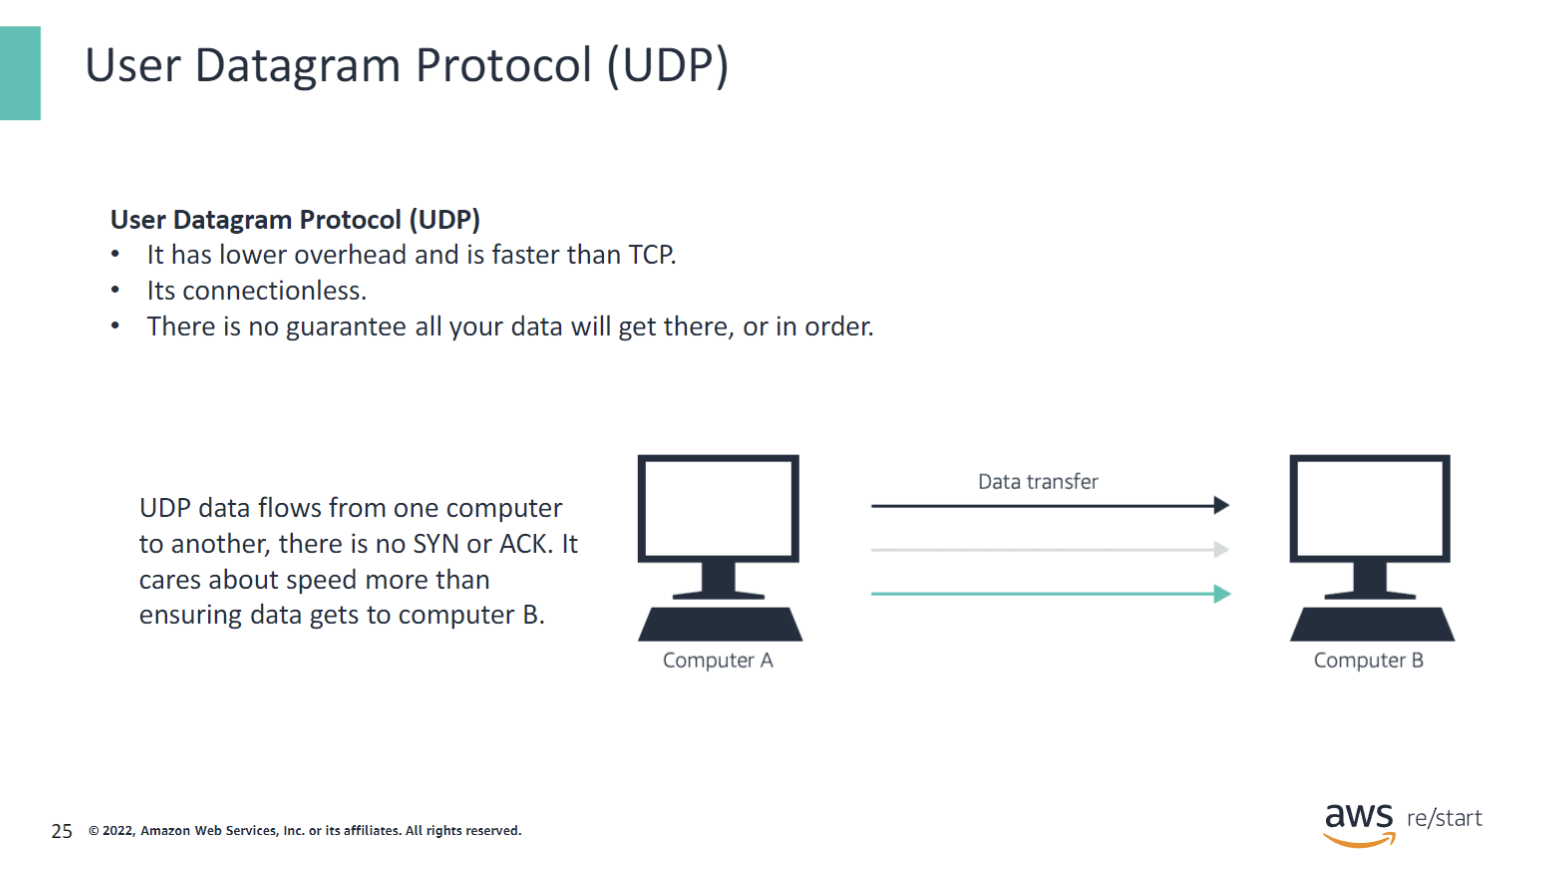 User Datagram Protocol (UDP)
User Datagram Protocol (UDP)
• It has lower overhead and is faster than TCP.
• Its connectionless.
• There is no guarantee all your data will get there, or in order.
UDP data flows from one computer
to another, there is no SYN or ACK. It
cares about speed more than
ensuring data gets to computer B.
Data transfer
Computer A
Computer B
25 © 2022, Amazon Web Services, Inc. or its affiliates. All rights reserved.
aws re/start